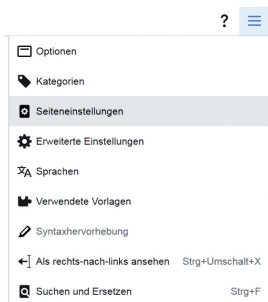 ?
Optionen
Kategorien
Seiteneinstellungen
Erweiterte Einstellungen
Sprachen
Verwendete Vorlagen
Syntaxhervorhebung
Als rechts-nach-links ansehen Strg+Umschalt+X
Suchen und Ersetzen Strg+F